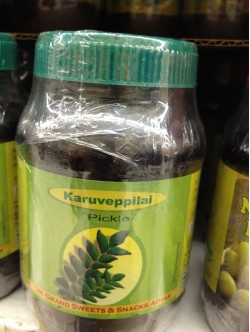 Karuveppilai
Pickle
GRAND SWEETS & SNACKS